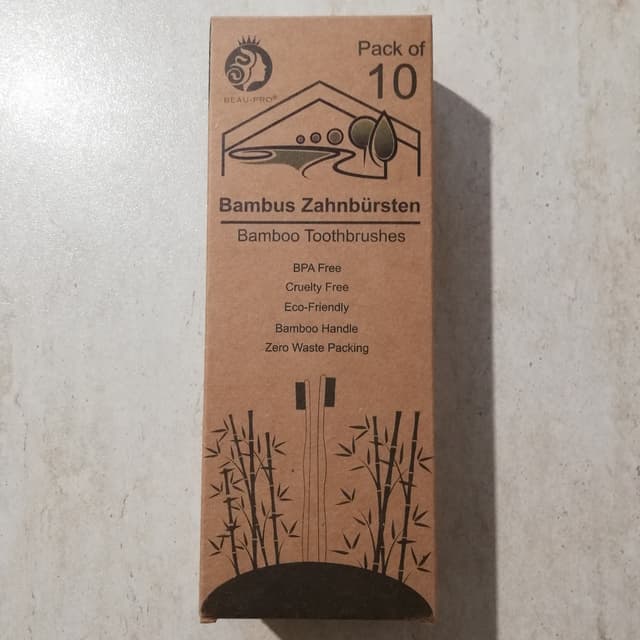 Pack of
10
BEAU-PRO®
Bambus Zahnbürsten
Bamboo Toothbrushes
BPA Free
Cruelty Free
Eco-Friendly
Bamboo Handle
Zero Waste Packing